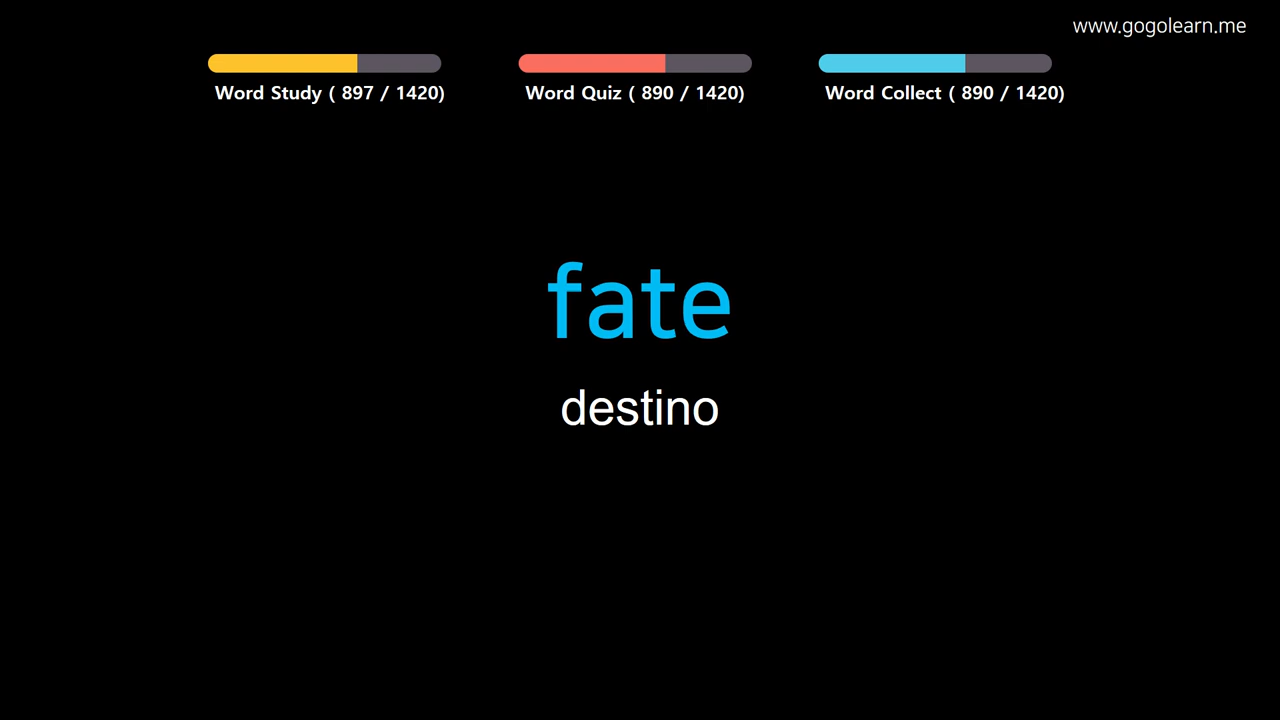 www.gogolearn.me
Word Study ( 897 / 1420)
Word Quiz ( 890 / 1420)
Word Collect ( 890 / 1420)
fate
destino